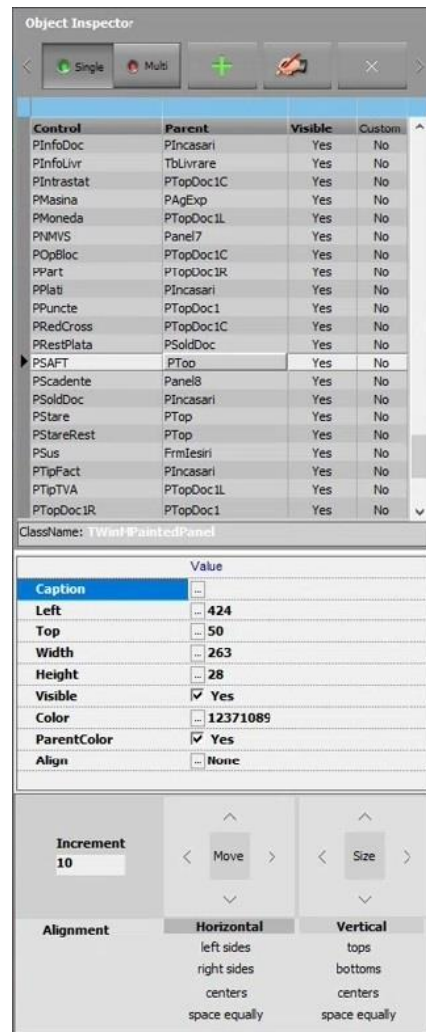 Object Inspector
Single Multi
Control Parent Visible Custom
PInfoDoc PIncasari Yes No
PInfoLivr TbLivrare Yes No
PIntrastat PTopDoc1C Yes No
PMasina PAgExp Yes No
PMoneda PTopDoc1L Yes No
PNMVS Panel7 Yes No
POpBloc PTopDoc1C Yes No
PPart PTopDoc1R Yes No
PPlati PIncasari Yes No
PPuncte PTopDoc1 Yes No
PRedCross PTopDoc1C Yes No
PRestPlata PSoldDoc Yes No
PSAFT PTop Yes No
PScadente Panel8 Yes No
PSoldDoc PIncasari Yes No
PStare PTop Yes No
PStareRest PTop Yes No
PSus FrmIesiri Yes No
PTipFact PIncasari Yes No
PTipTVA PTopDoc1L Yes No
PTopDoc1R PTopDoc1 Yes No
ClassName: TWinMPaintedPanel
Value
Caption ...
Left ... 424
Top ... 50
Width ... 263
Height ... 28
Visible Yes
Color ... 12371089
ParentColor Yes
Align ... None
Increment
10
Move Size
Alignment Horizontal Vertical
left sides tops
right sides bottoms
centers centers
space equally space equally